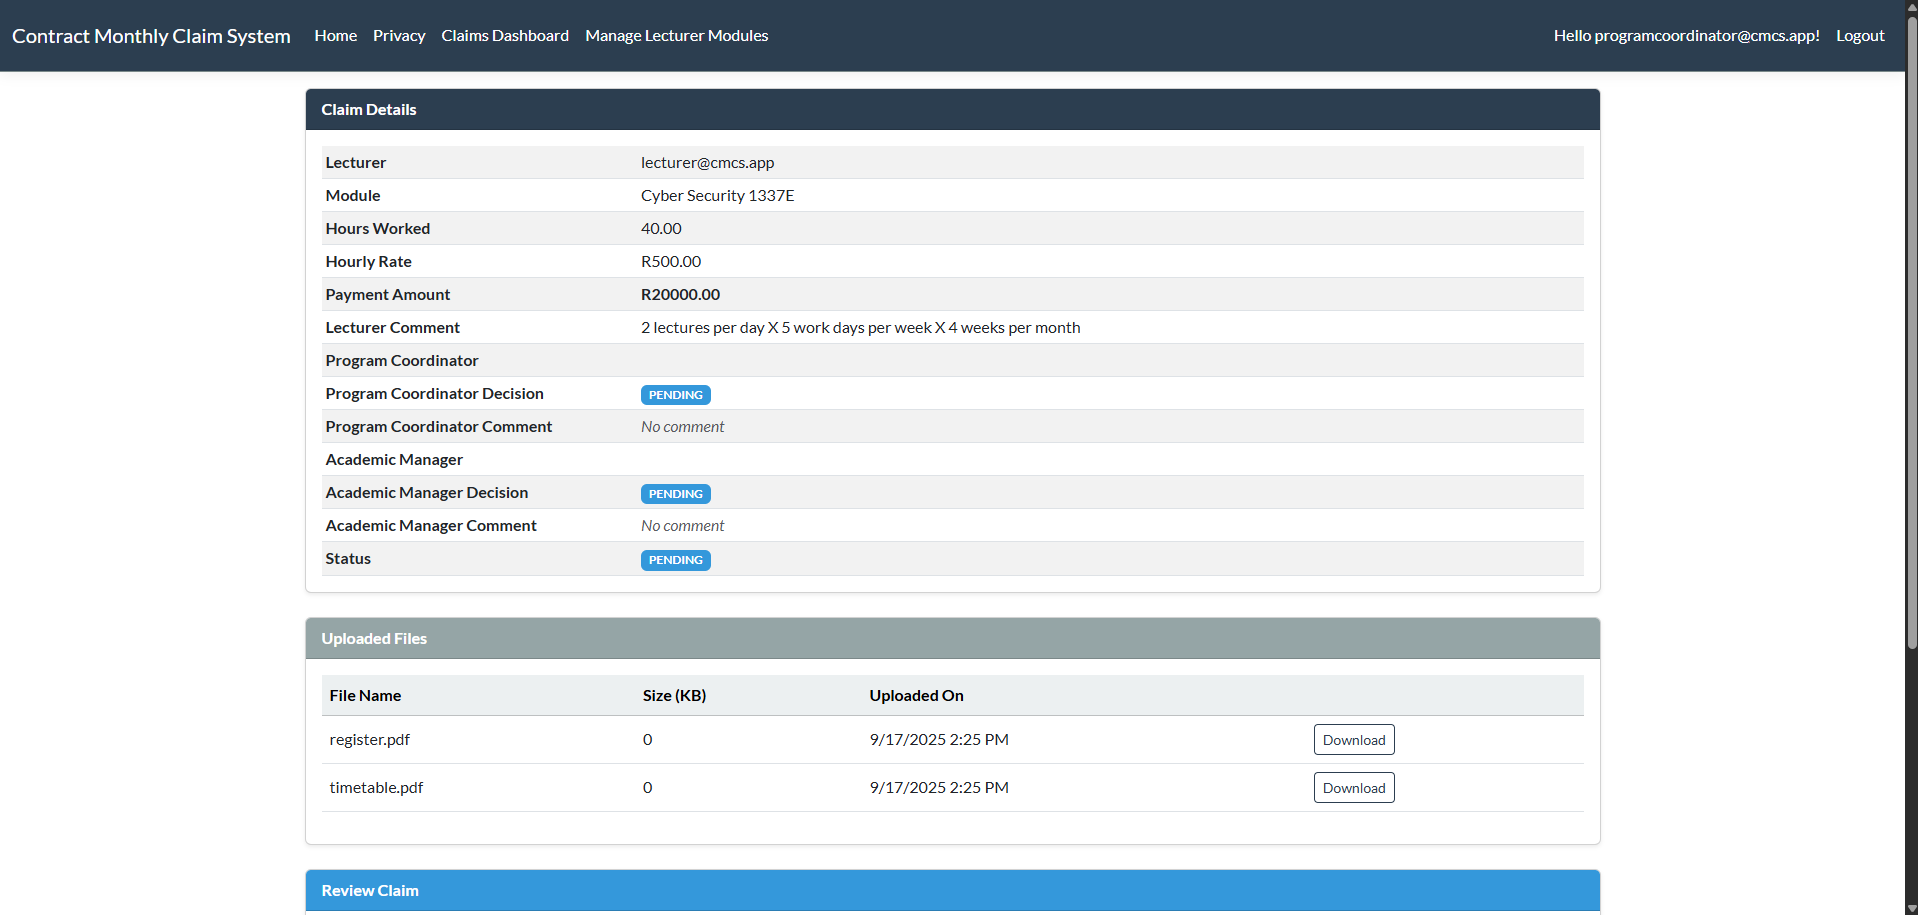 Contract Monthly Claim System Home Privacy Claims Dashboard Manage Lecturer Modules Hello programcoordinator@cmcs.app! Logout
Claim Details
Lecturer lecturer@cmcs.app
Module Cyber Security 1337E
Hours Worked 40.00
Hourly Rate R500.00
Payment Amount R20000.00
Lecturer Comment 2 lectures per day X 5 work days per week X 4 weeks per month
Program Coordinator
Program Coordinator Decision PENDING
Program Coordinator Comment No comment
Academic Manager
Academic Manager Decision PENDING
Academic Manager Comment No comment
Status PENDING
Uploaded Files
File Name Size (KB) Uploaded On
register.pdf 0 9/17/2025 2:25 PM Download
timetable.pdf 0 9/17/2025 2:25 PM Download
Review Claim